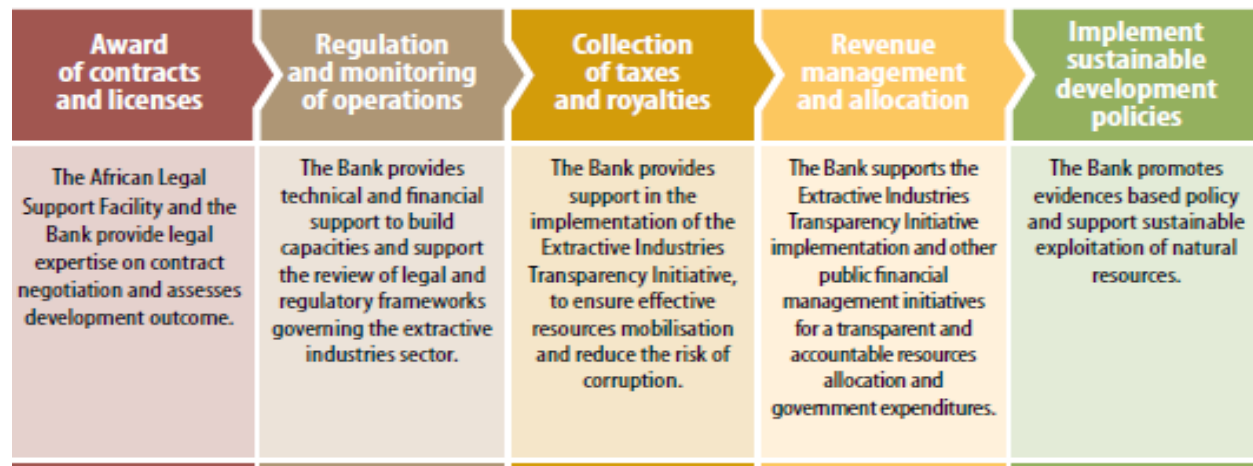 Award
of contracts
and licenses
The African Legal
Support Facility and the
Bank provide legal
expertise on contract
negotiation and assesses
development outcome.
Regulation
and monitoring
of operations
The Bank provides
technical and financial
support to build
capacities and support
the review of legal and
regulatory frameworks
governing the extractive
industries sector.
Collection
of taxes
and royalties
The Bank provides
support in the
implementation of the
Extractive Industries
Transparency Initiative,
to ensure effective
resources mobilisation
and reduce the risk of
corruption.
Revenue
management
and allocation
The Bank supports the
Extractive Industries
Transparency Initiative
implementation and other
public financial
management initiatives
for a transparent and
accountable resources
allocation and
government expenditures.
Implement
sustainable
development
policies
The Bank promotes
evidences based policy
and support sustainable
exploitation of natural
resources.